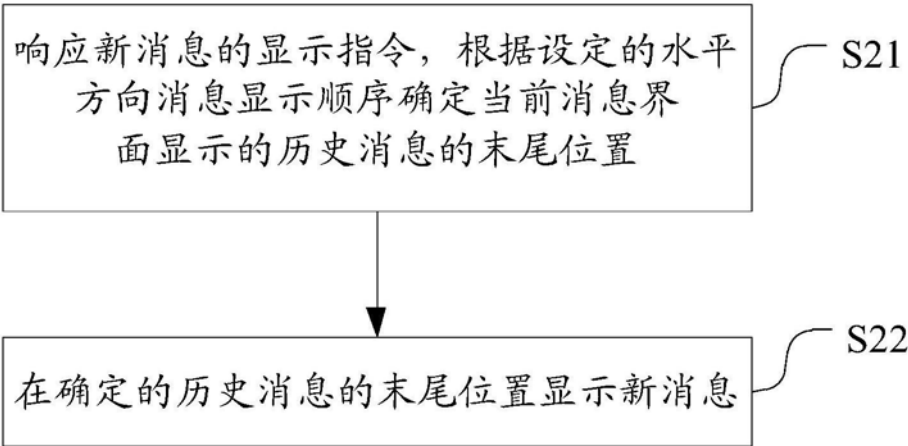 响应新消息的显示指令，根据设定的水平
方向消息显示顺序确定当前消息界
面显示的历史消息的末尾位置
S21
在确定的历史消息的末尾位置显示新消息
S22